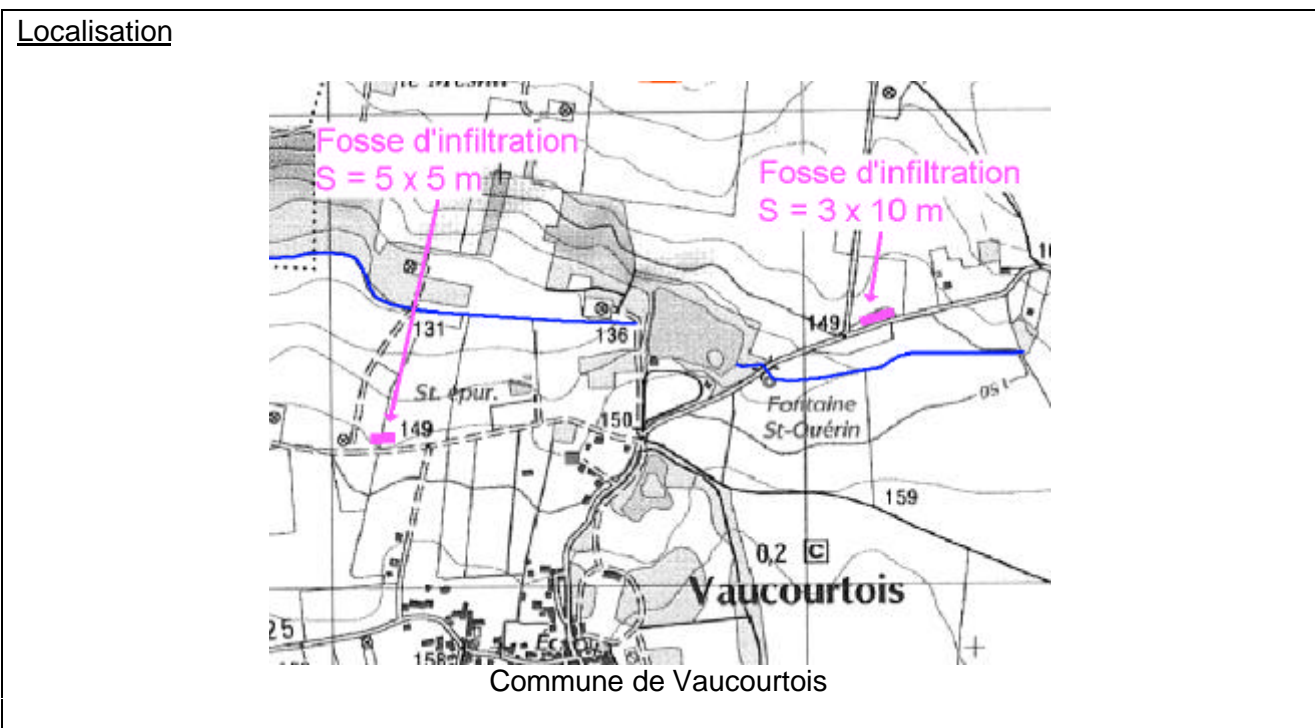 Localisation
Fosse d'infiltration
S = 5 x 5 m
Fosse d'infiltration
S = 3 x 10 m
149
131
136
St. épur.
Fontaine
St-Quérin
149
150
159
0,2 C
Vaucourtois
158
Commune de Vaucourtois